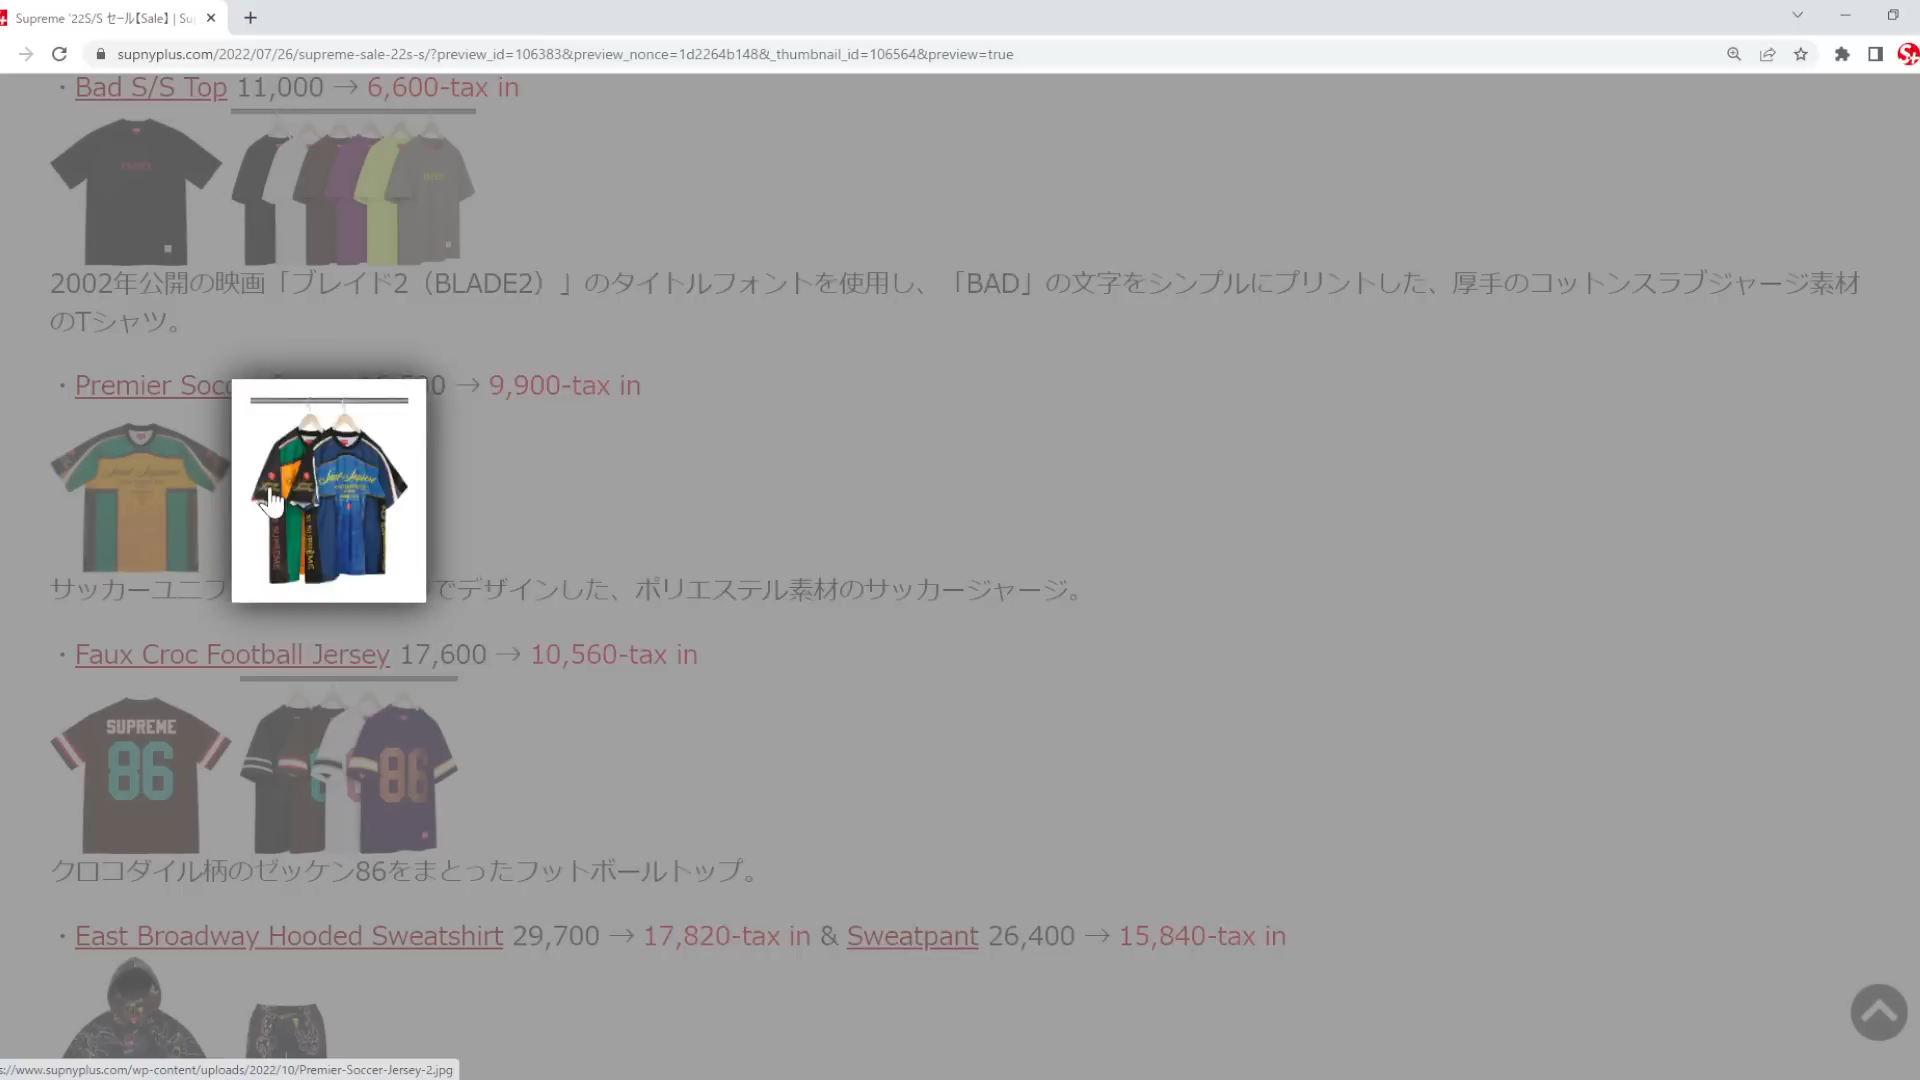 Supreme '22S/S セール【Sale】 | Su
supnyplus.com/2022/07/26/supreme-sale-22s-s/?preview_id=106383&preview_nonce=1d2264b148&_thumbnail_id=106564&preview=true
・Bad S/S Top 11,000 → 6,600-tax in
2002年公開の映画「ブレイド2（BLADE2）」のタイトルフォントを使用し、「BAD」の文字をシンプルにプリントした、厚手のコットンスラブジャージ素材
のTシャツ。
・Premier Soc 0 → 9,900-tax in
サッカーユニフ でデザインした、ポリエステル素材のサッカージャージ。
・Faux Croc Football Jersey 17,600 → 10,560-tax in
SUPREME
86
86
クロコダイル柄のゼッケン86をまとったフットボールトップ。
・East Broadway Hooded Sweatshirt 29,700 → 17,820-tax in & Sweatpant 26,400 → 15,840-tax in
s://www.supnyplus.com/wp-content/uploads/2022/10/Premier-Soccer-Jersey-2.jpg